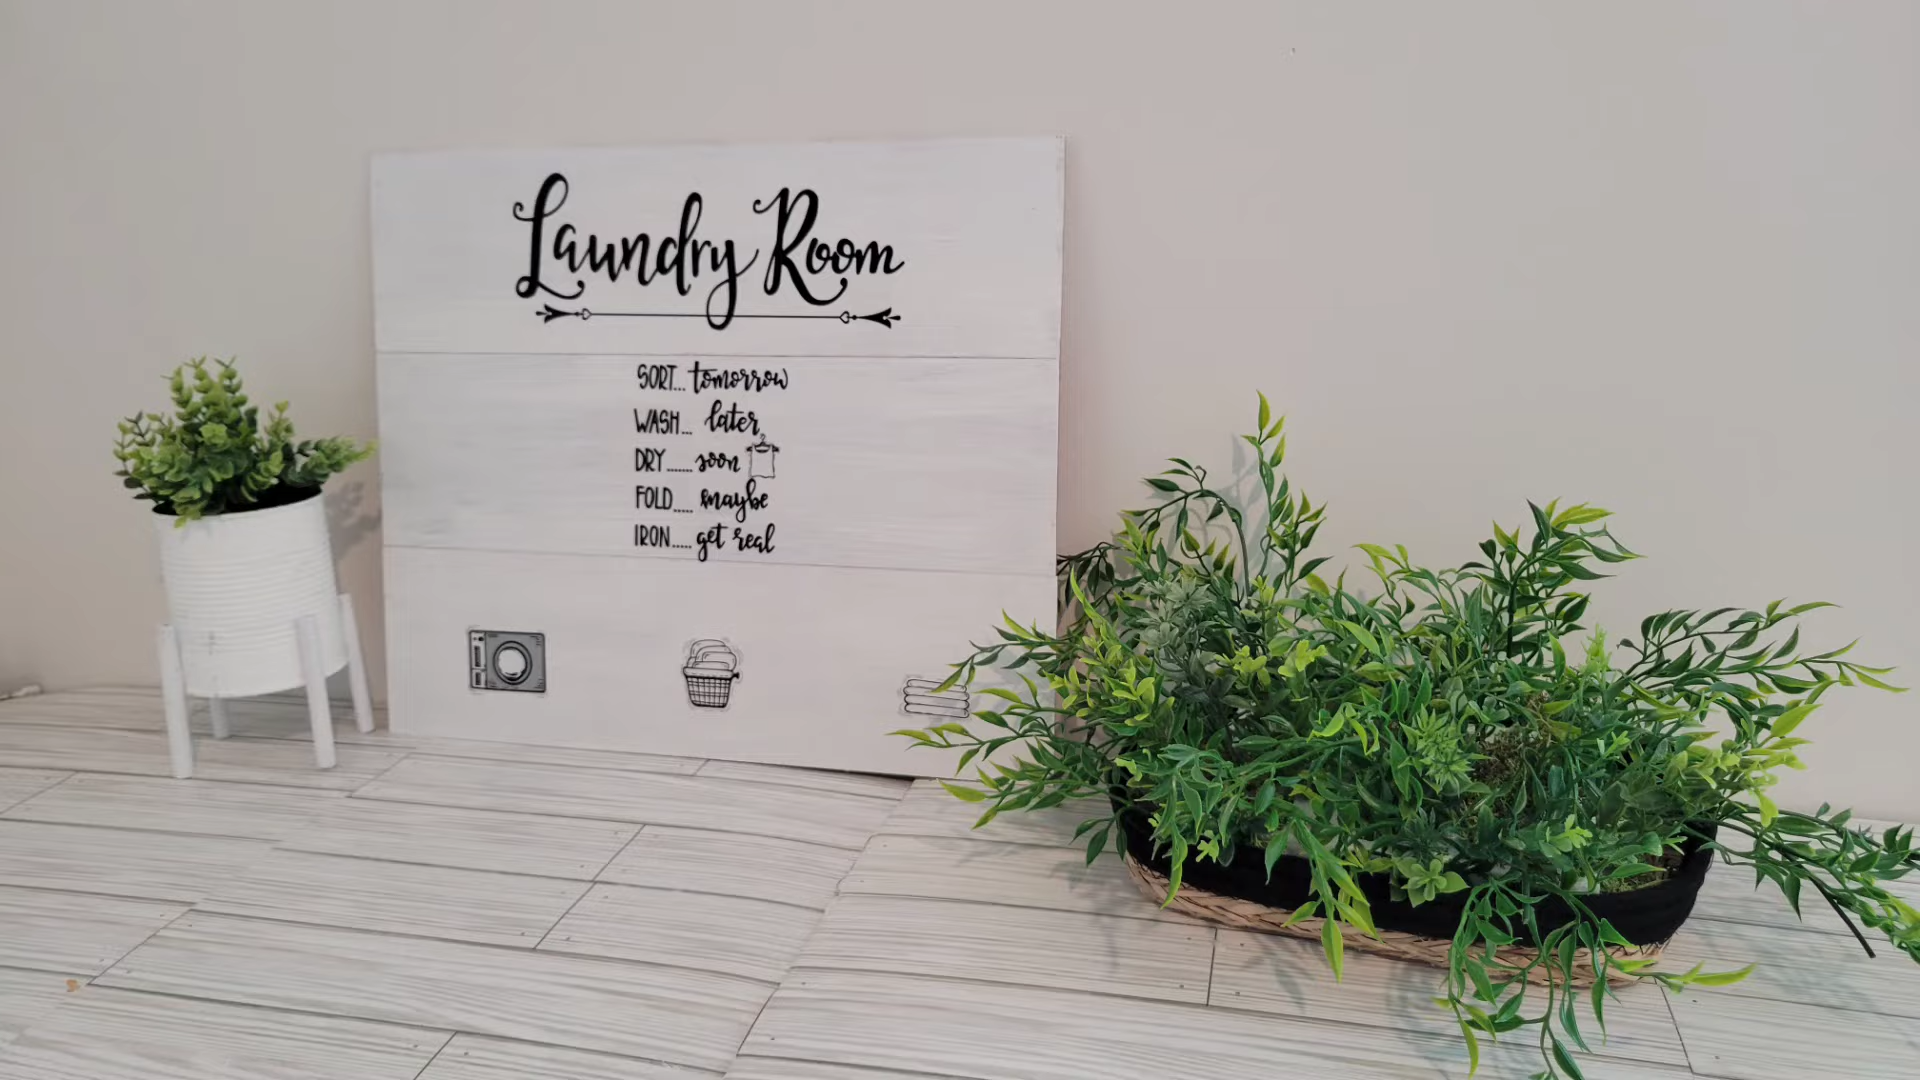 Laundry Room
SORT... tomorrow
WASH... later
DRY....... soon
FOLD..... maybe
IRON..... get real